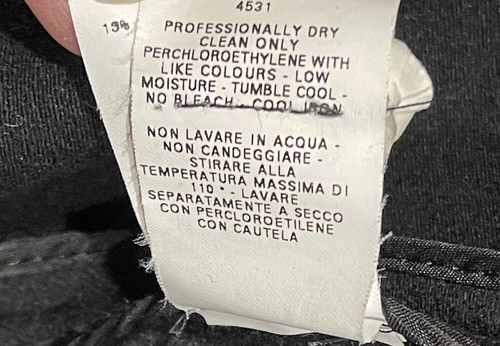 4531
13%
PROFESSIONALLY DRY
CLEAN ONLY
PERCHLOROETHYLENE WITH
LIKE COLOURS - LOW
MOISTURE - TUMBLE COOL -
NO BLEACH - COOL IRON
NON LAVARE IN ACQUA -
NON CANDEGGIARE -
STIRARE ALLA
TEMPERATURA MASSIMA DI
110 ° - LAVARE
SEPARATAMENTE A SECCO
CON PERCLOROETILENE
CON CAUTELA